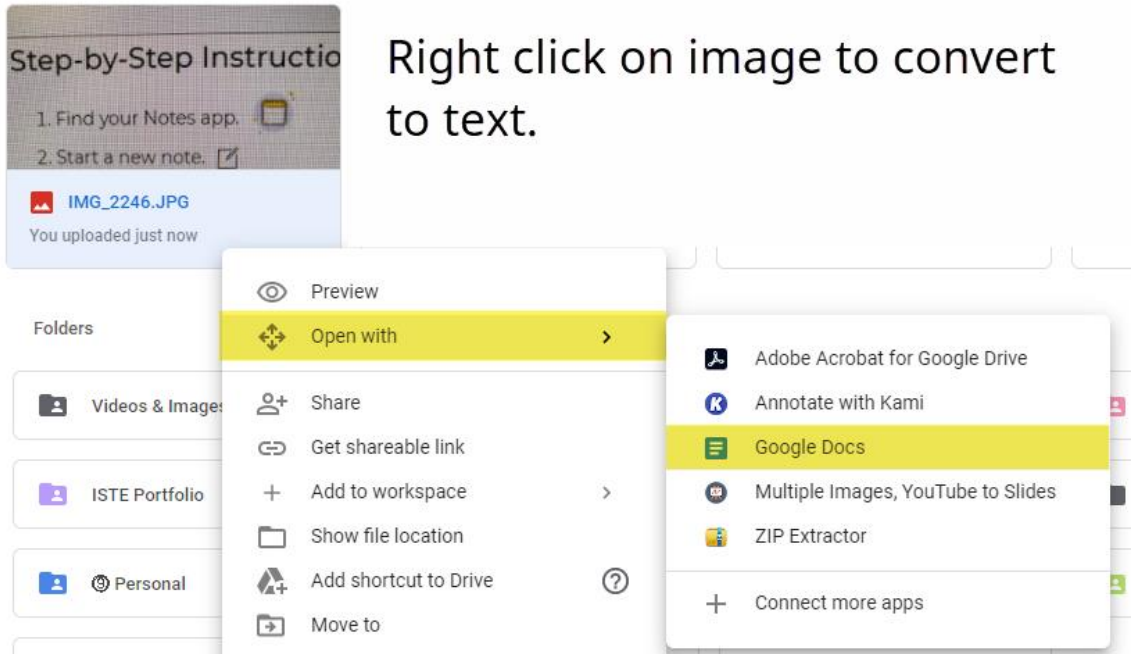 Step-by-Step Instructio
1. Find your Notes app.
2. Start a new note.
IMG_2246.JPG
You uploaded just now
Right click on image to convert
to text.
Folders
Videos & Images
ISTE Portfolio
Personal
Preview
Open with
Share
Get shareable link
Add to workspace
Show file location
Add shortcut to Drive
Move to
Adobe Acrobat for Google Drive
Annotate with Kami
Google Docs
Multiple Images, YouTube to Slides
ZIP Extractor
Connect more apps